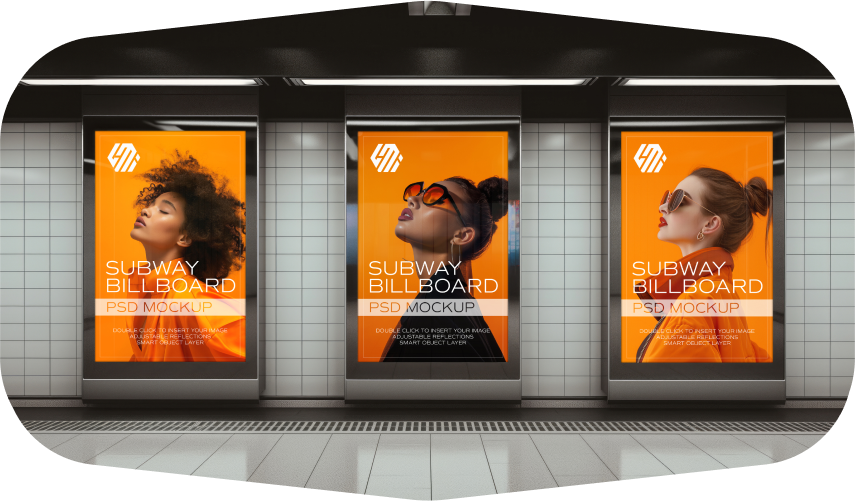 SUBWAY
BILLBOARD
PSD MOCKUP
DOUBLE CLICK TO INSERT YOUR IMAGE
ADJUSTABLE REFLECTIONS
SMART OBJECT LAYER
SUBWAY
BILLBOARD
PSD MOCKUP
DOUBLE CLICK TO INSERT YOUR IMAGE
ADJUSTABLE REFLECTIONS
SMART OBJECT LAYER
SUBWAY
BILLBOARD
PSD MOCKUP
DOUBLE CLICK TO INSERT YOUR IMAGE
ADJUSTABLE REFLECTIONS
SMART OBJECT LAYER